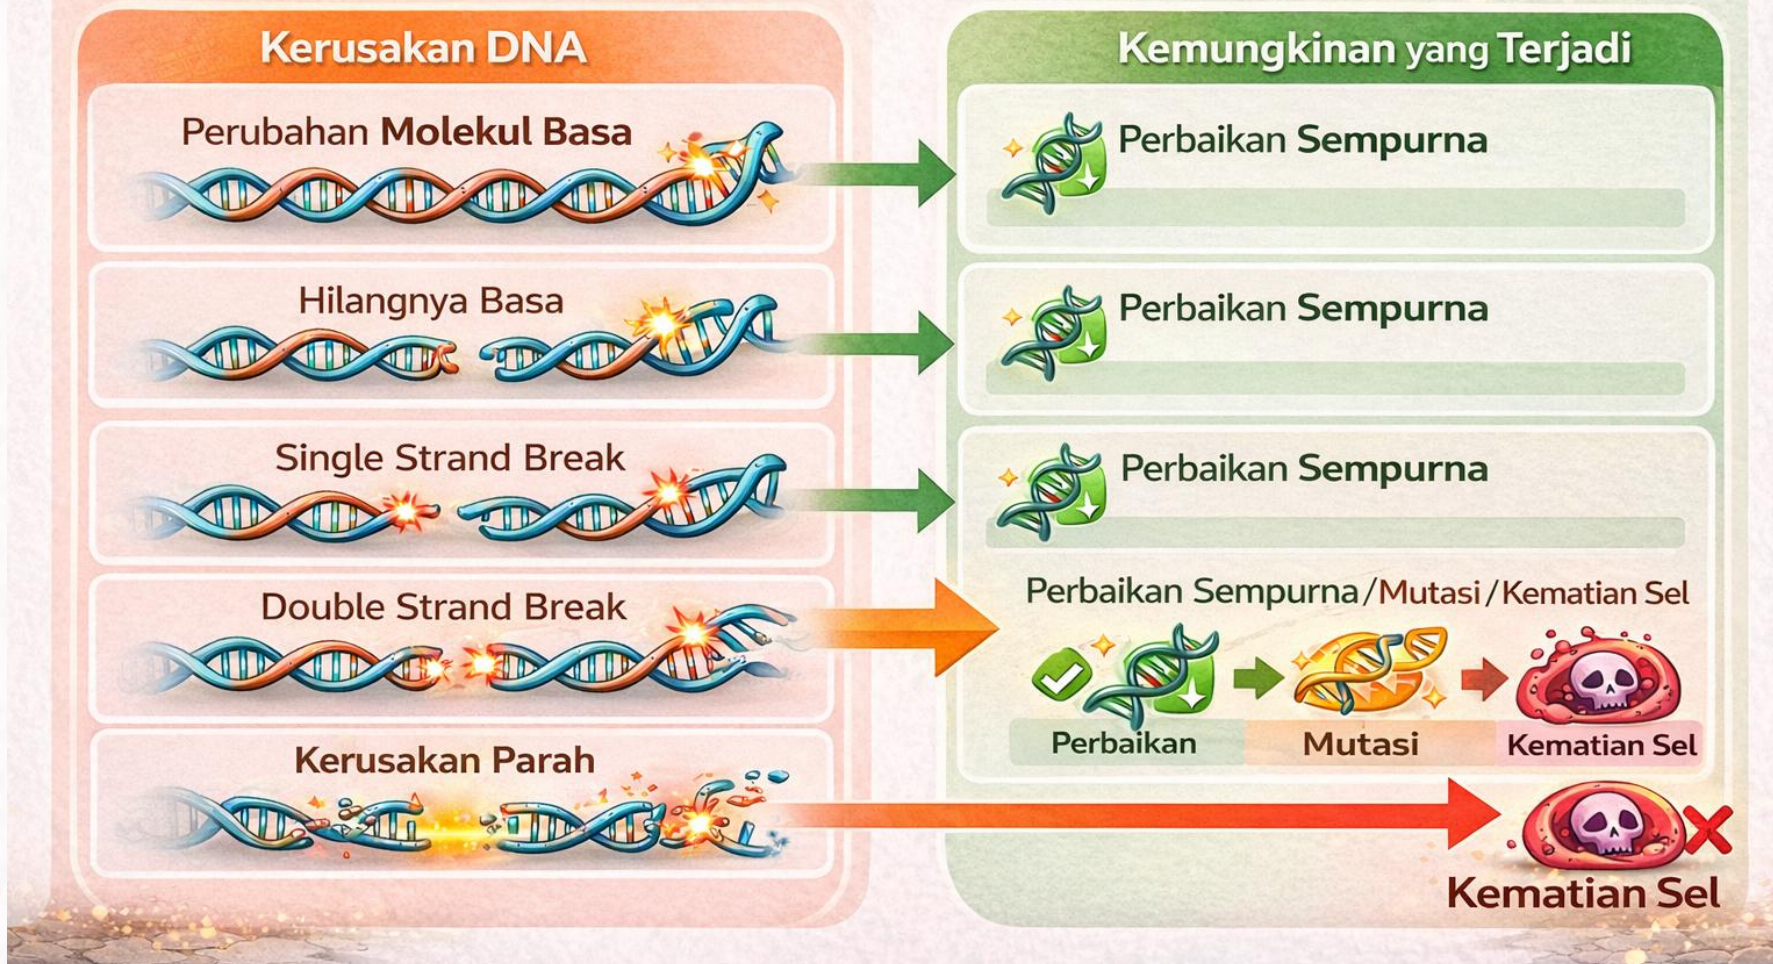 Kerusakan DNA
Kemungkinan yang Terjadi
Perubahan Molekul Basa
Perbaikan Sempurna
Hilangnya Basa
Perbaikan Sempurna
Single Strand Break
Perbaikan Sempurna
Double Strand Break
Perbaikan Sempurna/Mutasi/Kematian Sel
Perbaikan
Mutasi
Kematian Sel
Kerusakan Parah
Kematian Sel